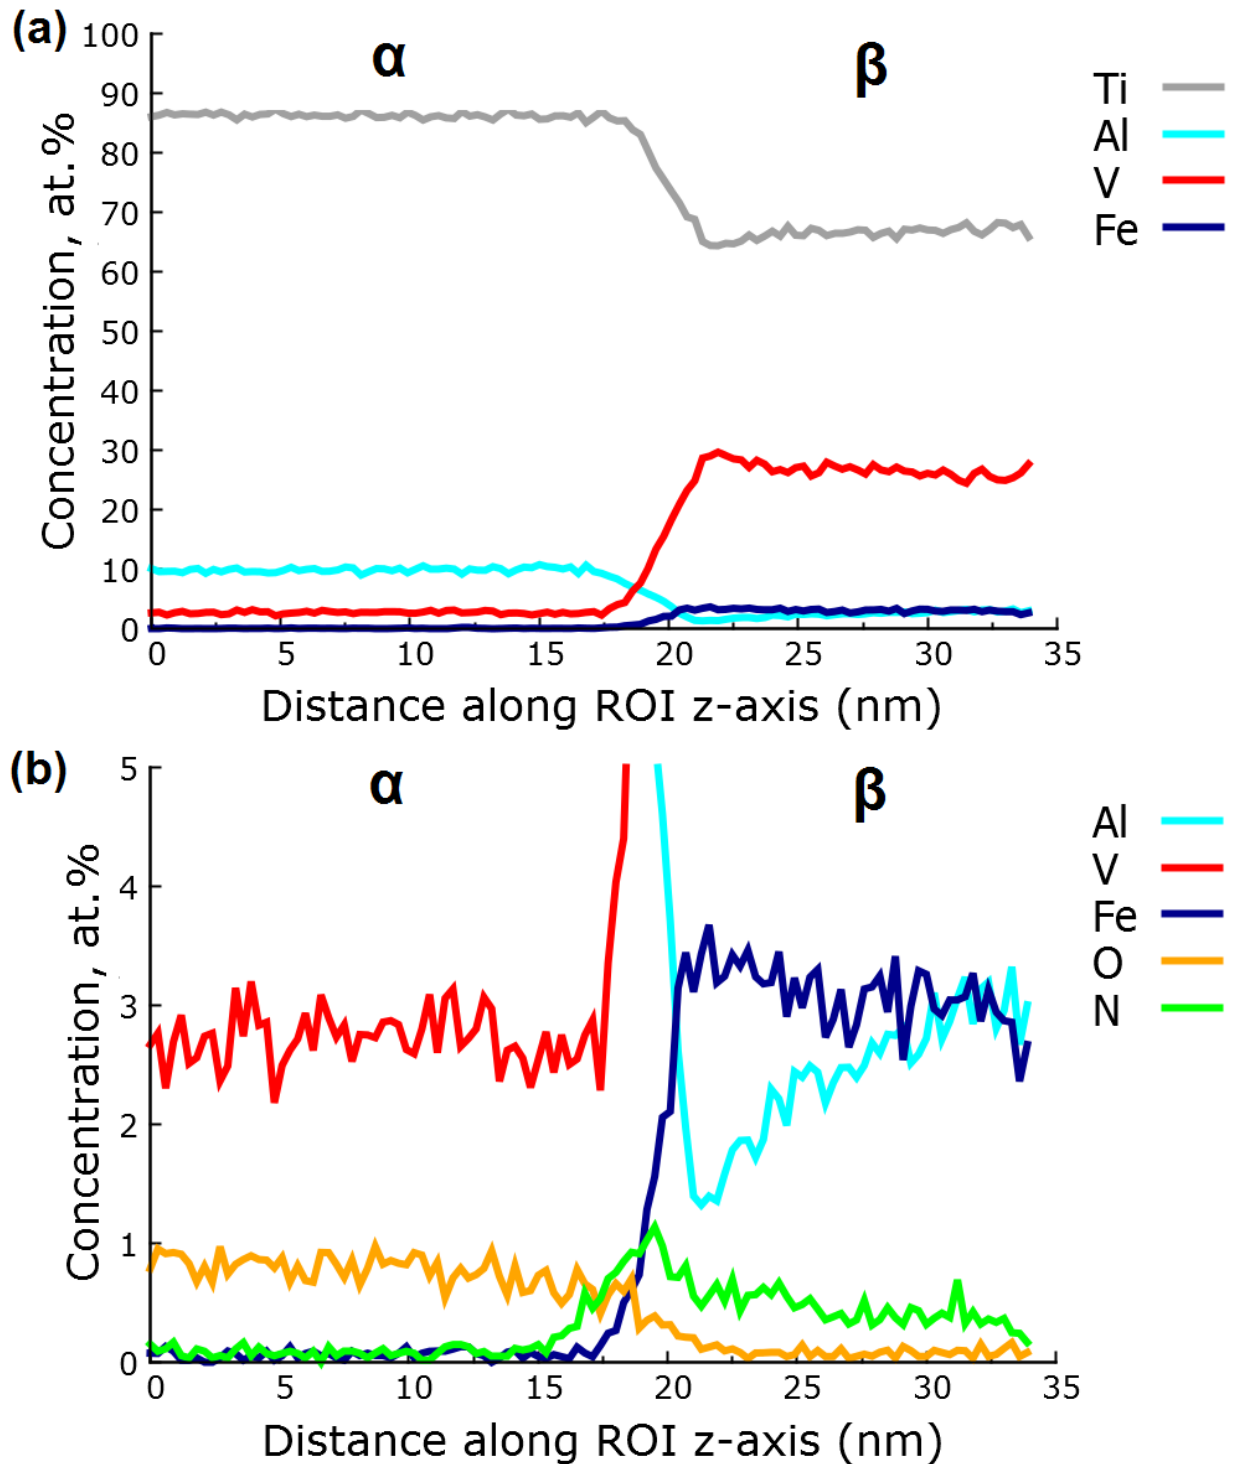 (a)
α
β
Concentration, at.%
100
90
80
70
60
50
40
30
20
10
0
0 5 10 15 20 25 30 35
Distance along ROI z-axis (nm)
Ti
Al
V
Fe
(b)
α
β
Concentration, at.%
5
4
3
2
1
0
0 5 10 15 20 25 30 35
Distance along ROI z-axis (nm)
Al
V
Fe
O
N